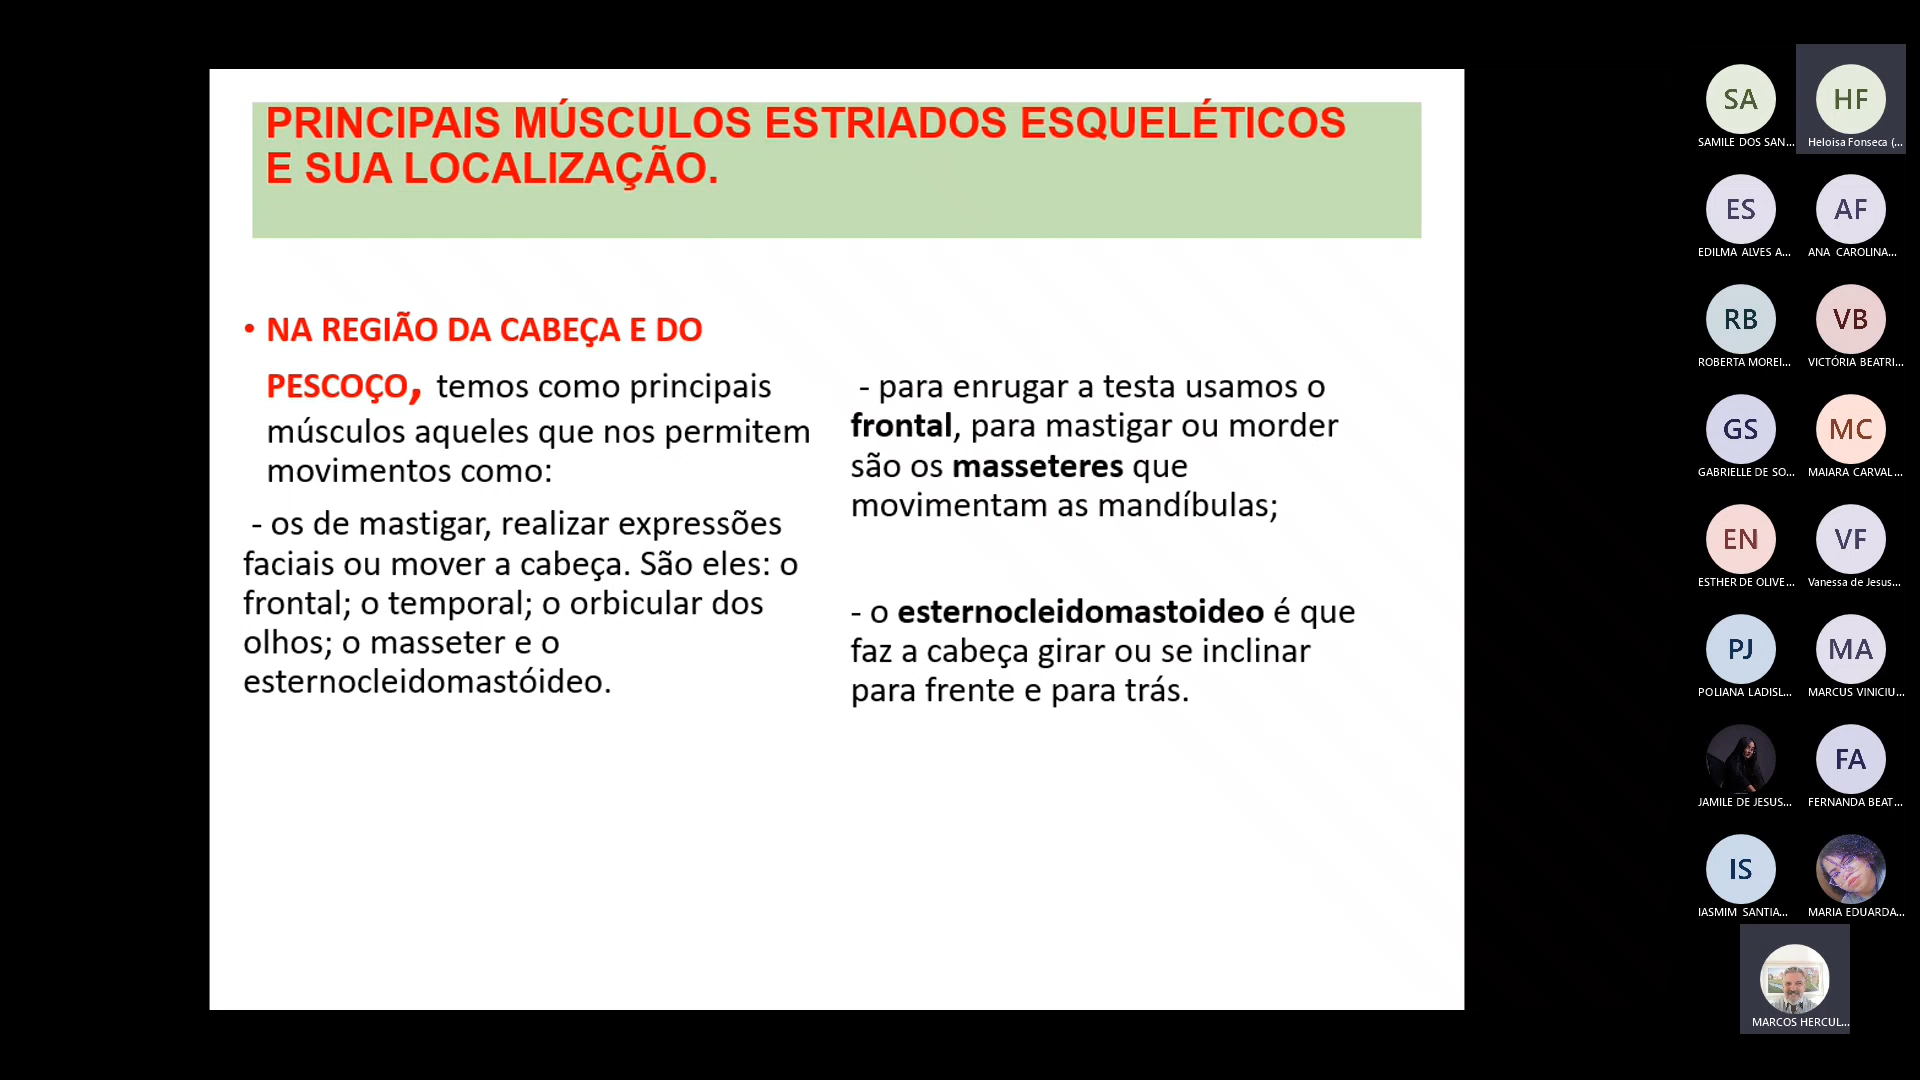 PRINCIPAIS MÚSCULOS ESTRIADOS ESQUELÉTICOS
E SUA LOCALIZAÇÃO.
• NA REGIÃO DA CABEÇA E DO
PESCOÇO, temos como principais
músculos aqueles que nos permitem
movimentos como:
- os de mastigar, realizar expressões
faciais ou mover a cabeça. São eles: o
frontal; o temporal; o orbicular dos
olhos; o masseter e o
esternocleidomastóideo.
- para enrugar a testa usamos o
frontal, para mastigar ou morder
são os masseteres que
movimentam as mandíbulas;
- o esternocleidomastoideo é que
faz a cabeça girar ou se inclinar
para frente e para trás.
SA
SAMILE DOS SAN...
HF
Heloisa Fonseca (...
ES
EDILMA ALVES A...
AF
ANA CAROLINA...
RB
ROBERTA MOREI...
VB
VICTÓRIA BEATRI...
GS
GABRIELLE DE SO...
MC
MAIARA CARVAL...
EN
ESTHER DE OLIVE...
VF
Vanessa de Jesus...
PJ
POLIANA LADISL...
MA
MARCUS VINICIU...
JAMILE DE JESUS...
FA
FERNANDA BEAT...
IS
IASMIM SANTIA...
MARIA EDUARDA...
MARCOS HERCUL...